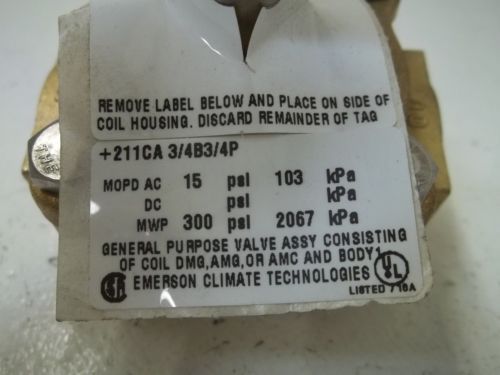 REMOVE LABEL BELOW AND PLACE ON SIDE OF
COIL HOUSING. DISCARD REMAINDER OF TAG
+211CA 3/4B3/4P
MOPD AC 15 psi 103 kPa
DC psi kPa
MWP 300 psi 2067 kPa
GENERAL PURPOSE VALVE ASSY CONSISTING
OF COIL DMG,AMG,OR AMC AND BODY
EMERSON CLIMATE TECHNOLOGIES
UL
LISTED 716A